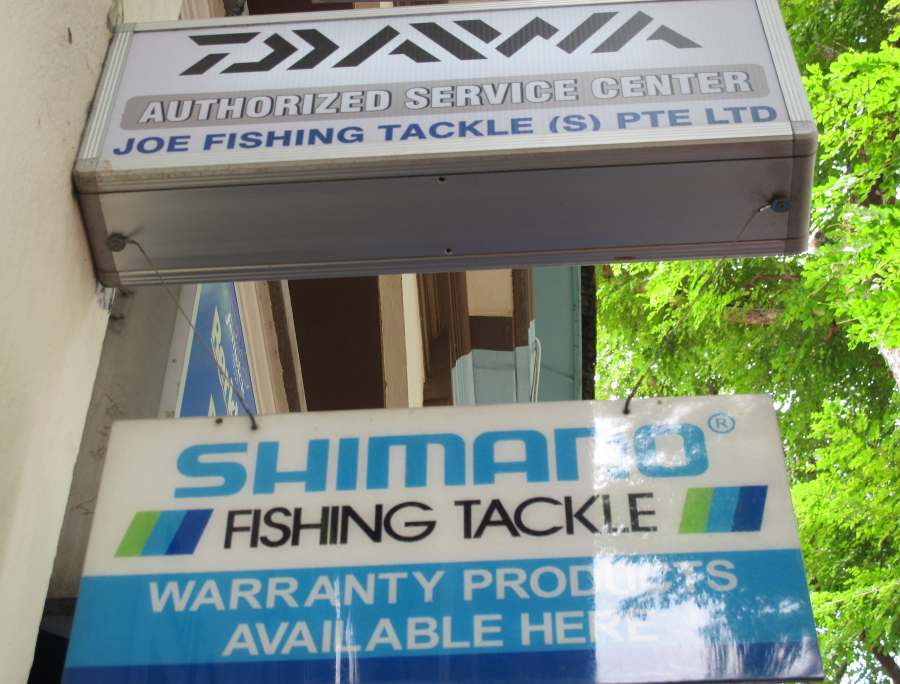 DAIWA
AUTHORIZED SERVICE CENTER
JOE FISHING TACKLE (S) PTE LTD
SHIMANO®
FISHING TACKLE
WARRANTY PRODUCTS
AVAILABLE HERE